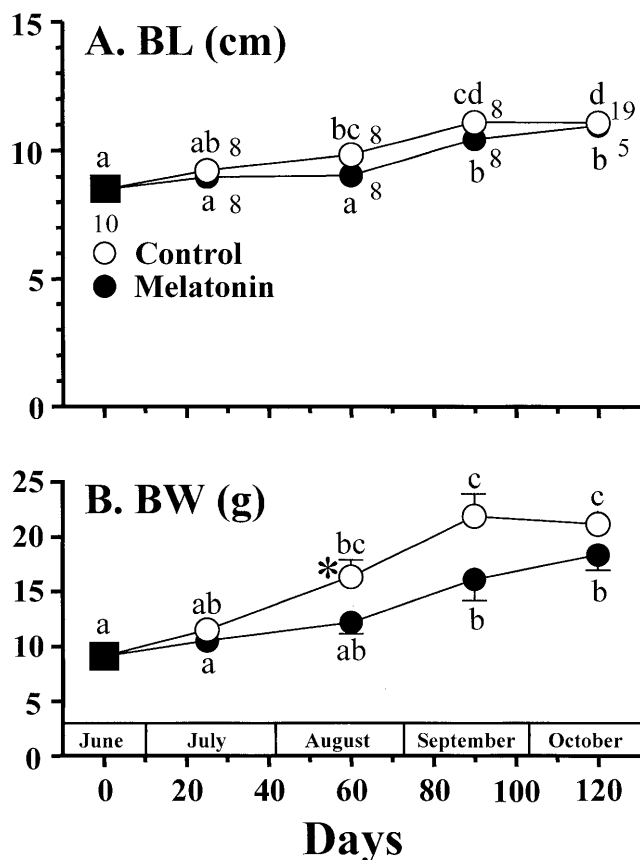 15
A. BL (cm)
cd 8 d 19
ab 8 bc 8
10
a b 8 b 5
a 8 a 8
10
Control
5
Melatonin
0
25
B. BW (g)
c c
20
* bc
15
ab
a b b
10
a ab
5
June July August September October
0
0 20 40 60 80 100 120
Days